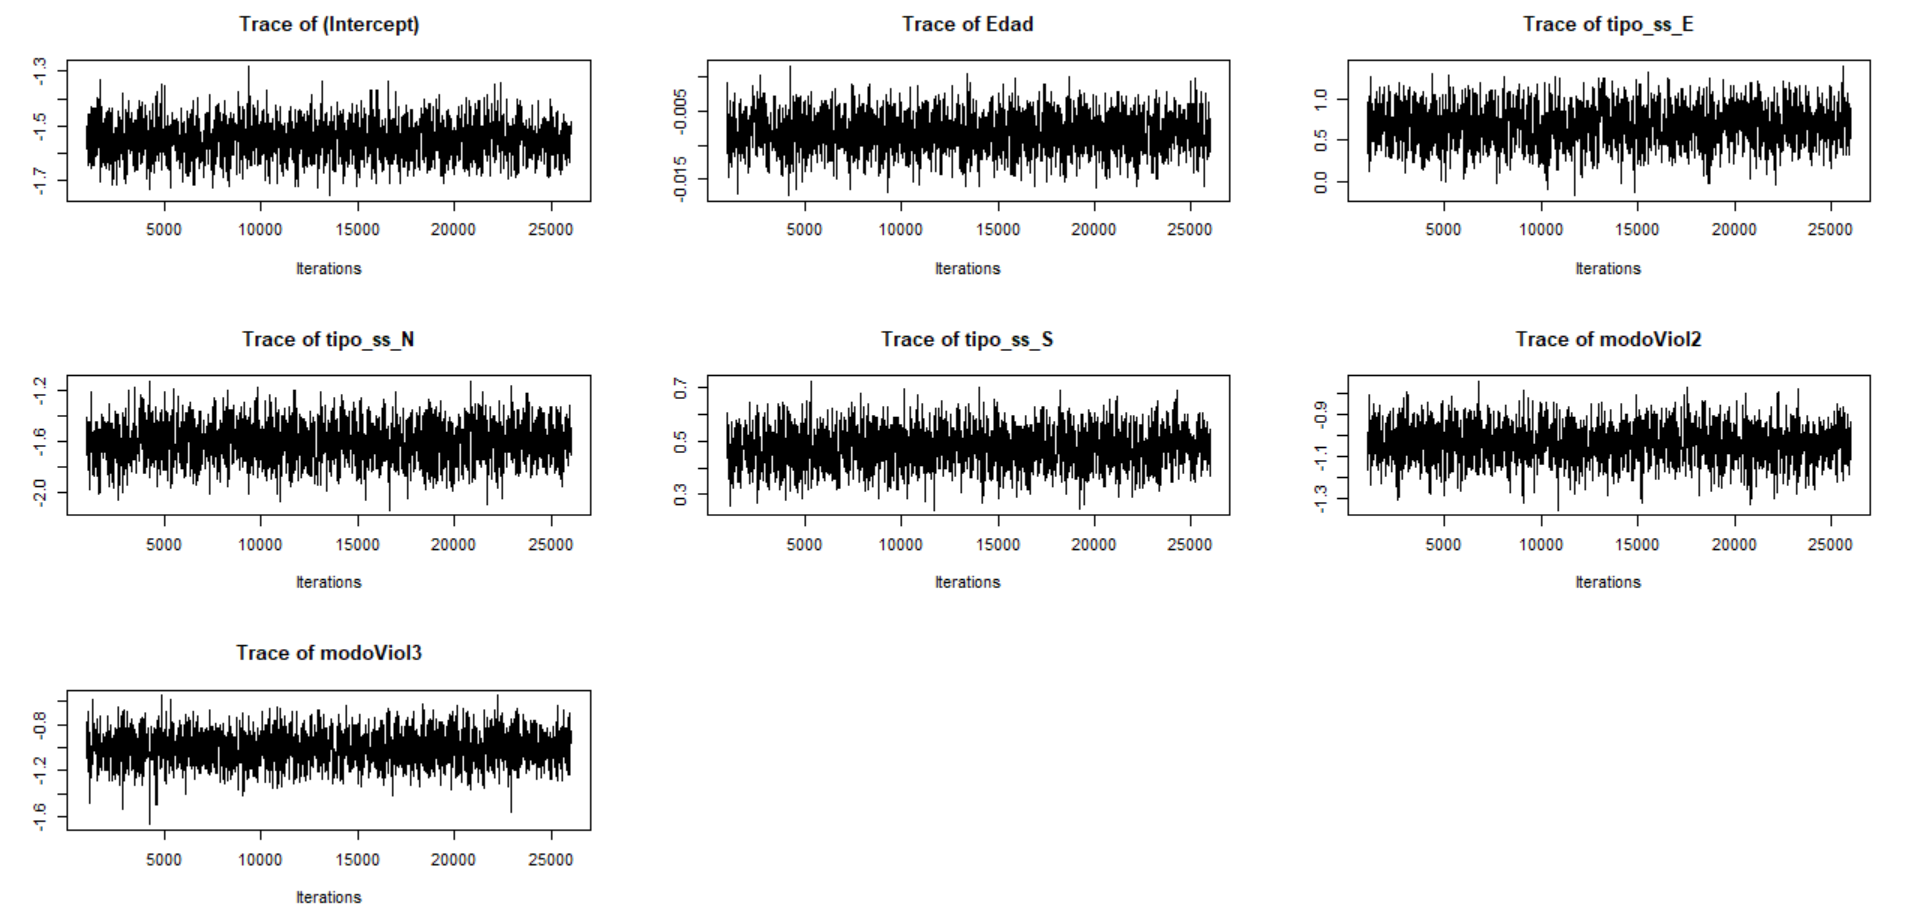 Trace of (Intercept)
-1.3
-1.5
-1.7
5000 10000 15000 20000 25000
Iterations
Trace of Edad
-0.005
-0.015
5000 10000 15000 20000 25000
Iterations
Trace of tipo_ss_E
1.0
0.5
0.0
5000 10000 15000 20000 25000
Iterations
Trace of tipo_ss_N
-1.2
-1.6
-2.0
5000 10000 15000 20000 25000
Iterations
Trace of tipo_ss_S
0.7
0.5
0.3
5000 10000 15000 20000 25000
Iterations
Trace of modoViol2
-0.9
-1.1
-1.3
5000 10000 15000 20000 25000
Iterations
Trace of modoViol3
-0.8
-1.2
-1.6
5000 10000 15000 20000 25000
Iterations